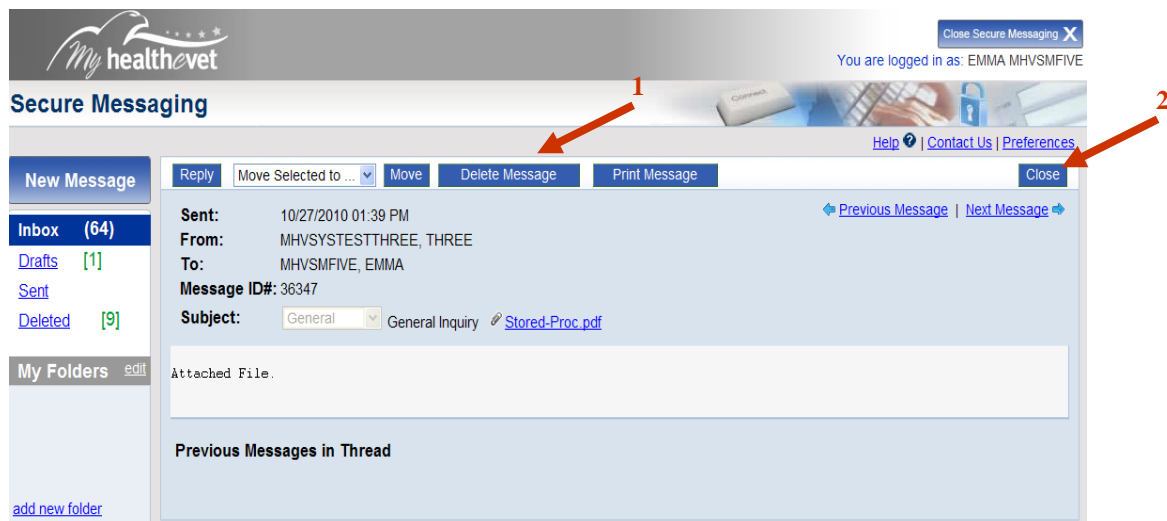 My healthevet
Close Secure Messaging X
You are logged in as: EMMA MHVSMFIVE
1
2
Secure Messaging
Connect
Help ? | Contact Us | Preferences
New Message
Reply Move Selected to ... Move Delete Message Print Message Close
Inbox (64)
Drafts [1]
Sent
Deleted [9]
My Folders edit
add new folder
Previous Message | Next Message
Sent: 10/27/2010 01:39 PM
From: MHVSYSTESTTHREE, THREE
To: MHVSMFIVE, EMMA
Message ID#: 36347
Subject: General General Inquiry Stored-Proc.pdf
Attached File.
Previous Messages in Thread